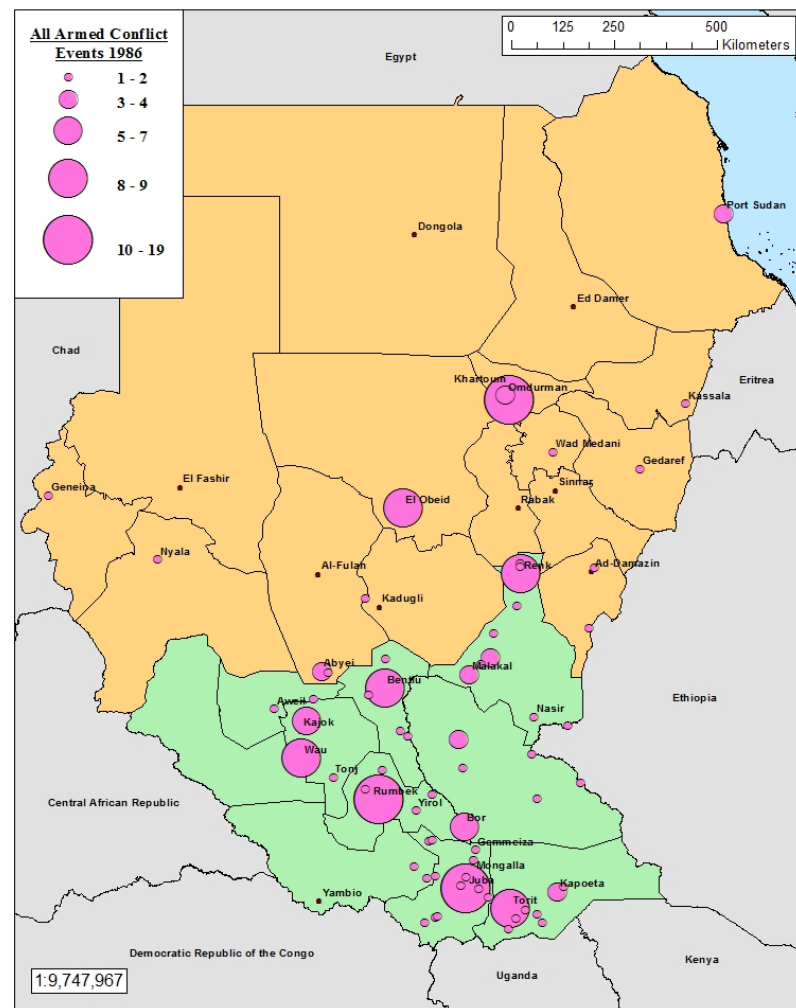 All Armed Conflict
Events 1986
1 - 2
3 - 4
5 - 7
8 - 9
10 - 19
0 125 250 500
Kilometers
Egypt
Port Sudan
Dongola
Ed Damer
Chad
Eritrea
Khartoum
Omdurman
Kassala
Wad Medani
Gedaref
Geneina
El Fashir
Sinnar
El Obeid
Rabak
Nyala
Al-Fulah
Renk
Ad-Damazin
Kadugli
Abyei
Malakal
Bentiu
Ethiopia
Aweil
Nasir
Kajok
Wau
Tonj
Central African Republic
Rumbek
Yirol
Bor
Gemmeiza
Mongalla
Juba
Kapoeta
Yambio
Torit
Democratic Republic of the Congo
Kenya
Uganda
1:9,747,967